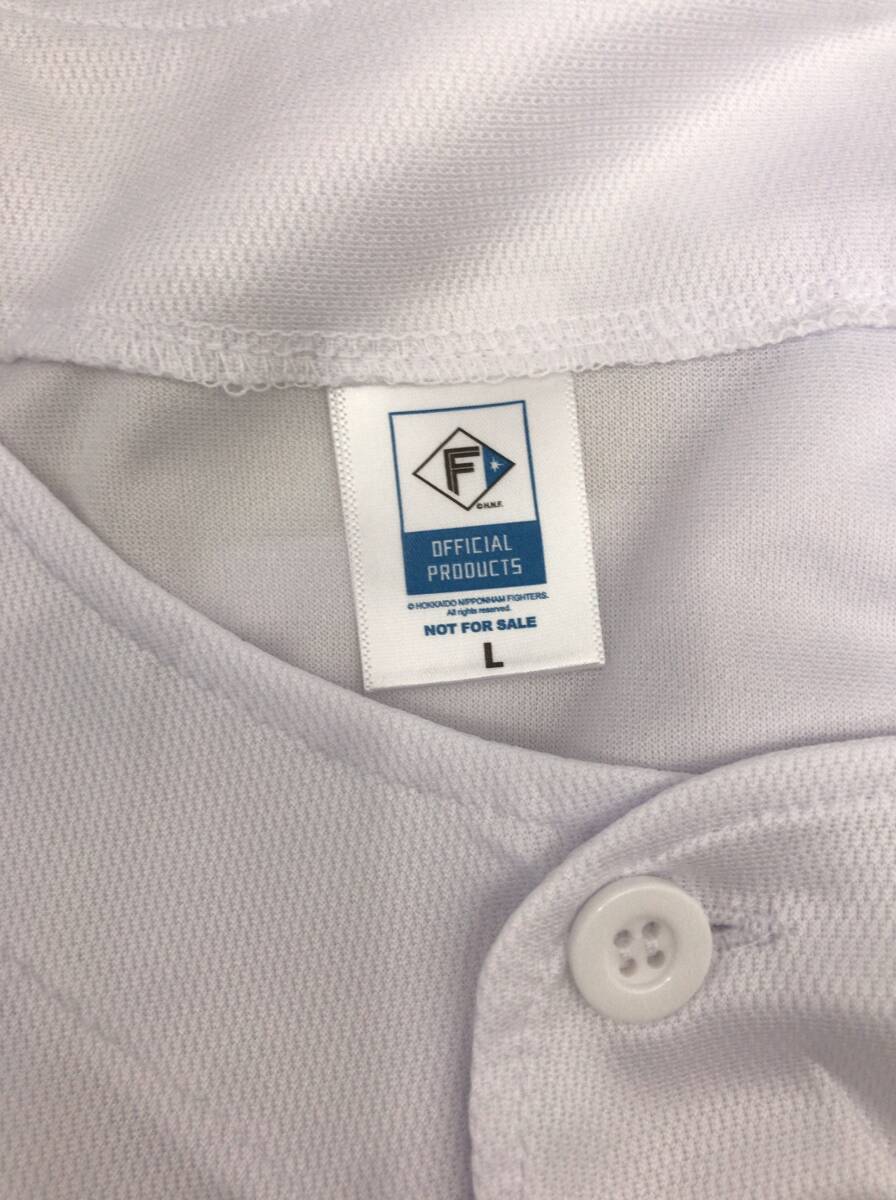 F
© H.N.F.
OFFICIAL
PRODUCTS
© HOKKAIDO NIPPONHAM FIGHTERS.
All rights reserved.
NOT FOR SALE
L